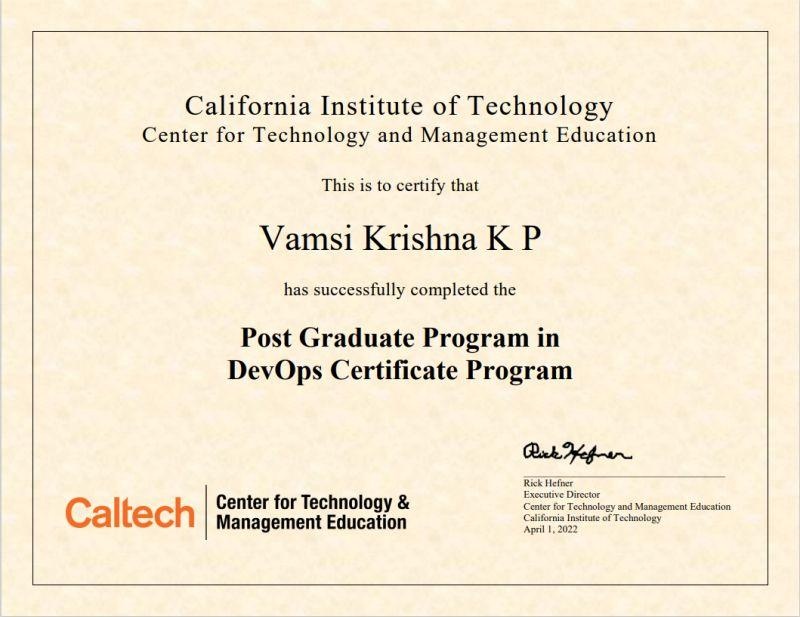 California Institute of Technology
Center for Technology and Management Education
This is to certify that
Vamsi Krishna K P
has successfully completed the
Post Graduate Program in
DevOps Certificate Program
Rick Hefner
Rick Hefner
Executive Director
Center for Technology and Management Education
California Institute of Technology
April 1, 2022
Caltech
Center for Technology &
Management Education